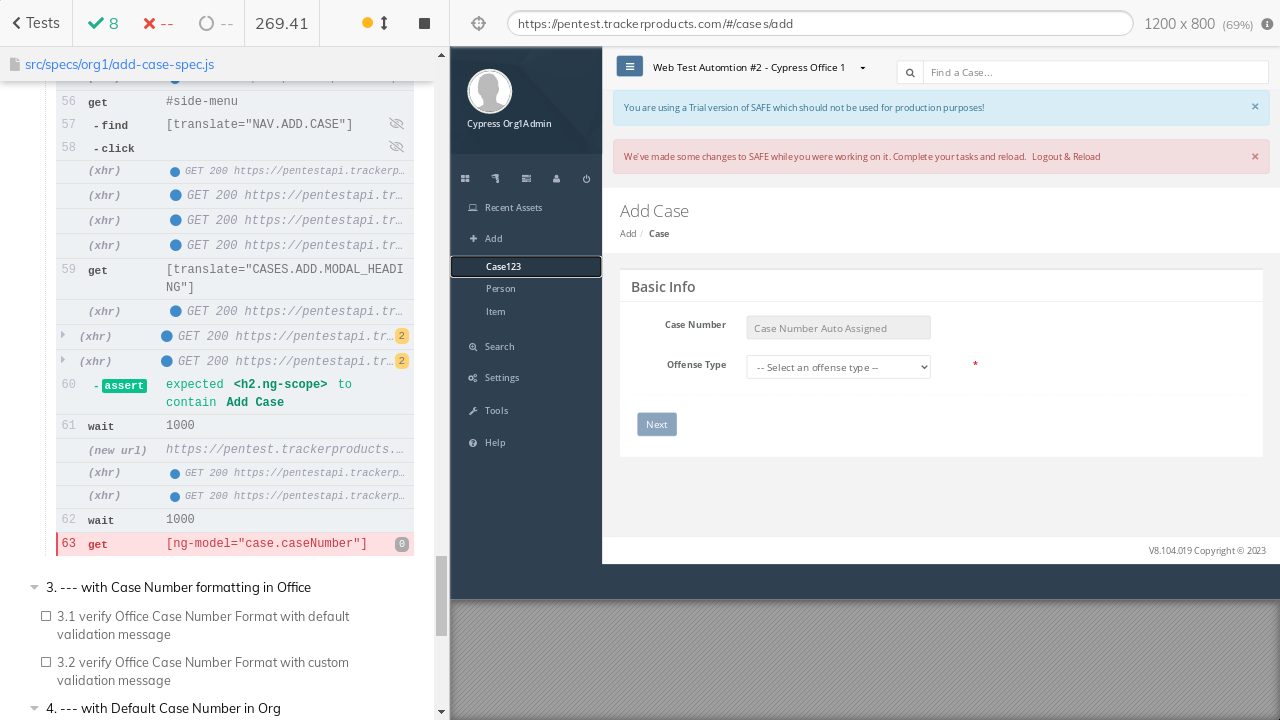 Tests 8 -- -- 269.41
src/specs/org1/add-case-spec.js
56 get #side-menu
57 -find [translate="NAV.ADD.CASE"]
58 -click
(xhr) GET 200 https://pentestapi.trackerp…
(xhr) GET 200 https://pentestapi.tr…
(xhr) GET 200 https://pentestapi.tr…
(xhr) GET 200 https://pentestapi.tr…
59 get [translate="CASES.ADD.MODAL_HEADI
NG"]
(xhr) GET 200 https://pentestapi.tr…
(xhr) GET 200 https://pentestapi.tr… 2
(xhr) GET 200 https://pentestapi.tr… 2
60 -assert expected <h2.ng-scope> to
contain Add Case
61 wait 1000
(new url) https://pentest.trackerproducts.…
(xhr) GET 200 https://pentestapi.trackerp…
(xhr) GET 200 https://pentestapi.trackerp…
62 wait 1000
63 get [ng-model="case.caseNumber"] 0
3. --- with Case Number formatting in Office
3.1 verify Office Case Number Format with default
validation message
3.2 verify Office Case Number Format with custom
validation message
4. --- with Default Case Number in Org
https://pentest.trackerproducts.com/#/cases/add 1200 x 800 (69%)
Cypress Org1Admin
Recent Assets
Add
Case123
Person
Item
Search
Settings
Tools
Help
Web Test Automtion #2 - Cypress Office 1
Find a Case...
You are using a Trial version of SAFE which should not be used for production purposes! ×
We've made some changes to SAFE while you were working on it. Complete your tasks and reload. Logout & Reload ×
Add Case
Add / Case
Basic Info
Case Number Case Number Auto Assigned
Offense Type -- Select an offense type -- *
Next
V8.104.019 Copyright © 2023